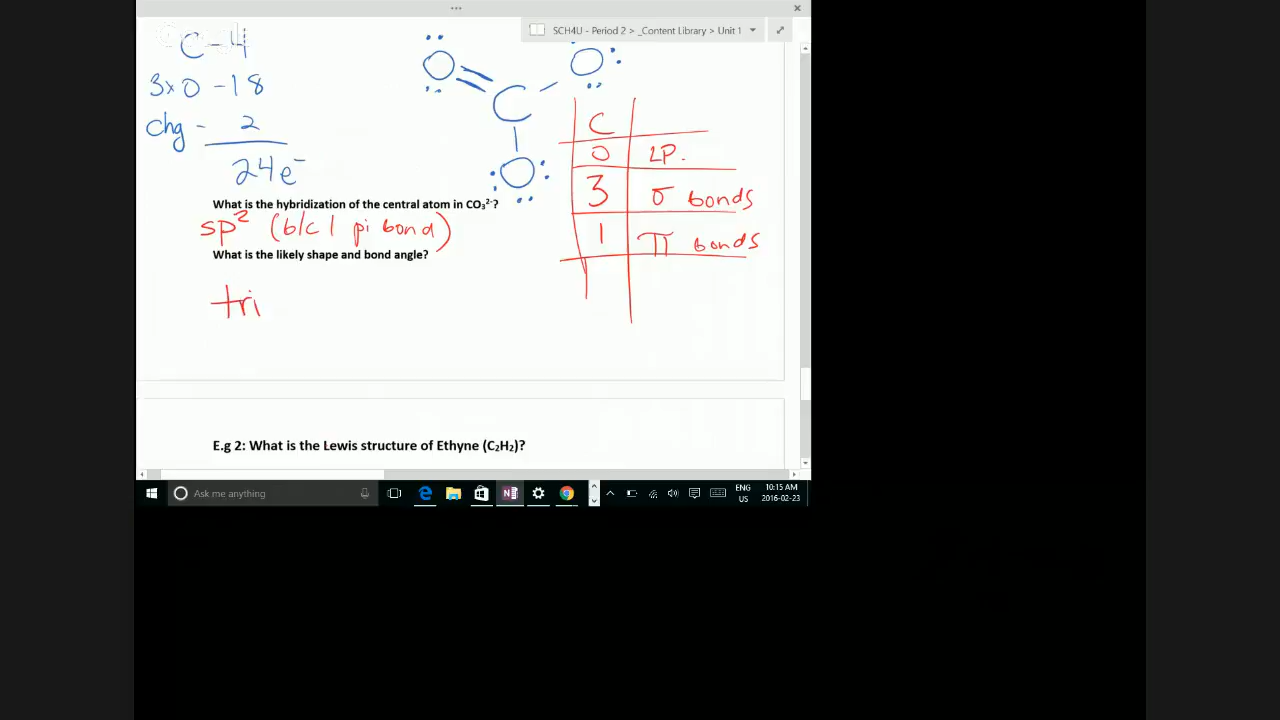 SCH4U - Period 2 > _Content Library > Unit 1
C - 4
3x O - 18
Chg - 2
24e⁻
O
O
C
O
C
O LP.
3 σ bonds
1 π bonds
What is the hybridization of the central atom in CO₃²⁻?
sp² (b/c 1 pi bond)
What is the likely shape and bond angle?
tri
E.g 2: What is the Lewis structure of Ethyne (C₂H₂)?
Ask me anything
ENG
US
10:15 AM
2016-02-23